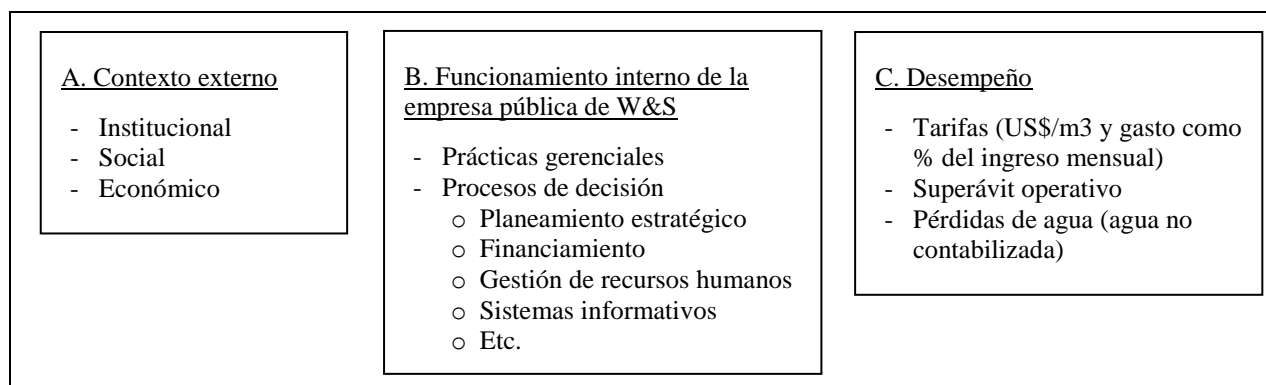 A. Contexto externo
- Institucional
- Social
- Económico
B. Funcionamiento interno de la
empresa pública de W&S
- Prácticas gerenciales
- Procesos de decisión
o Planeamiento estratégico
o Financiamiento
o Gestión de recursos humanos
o Sistemas informativos
o Etc.
C. Desempeño
- Tarifas (US$/m3 y gasto como
% del ingreso mensual)
- Superávit operativo
- Pérdidas de agua (agua no
contabilizada)